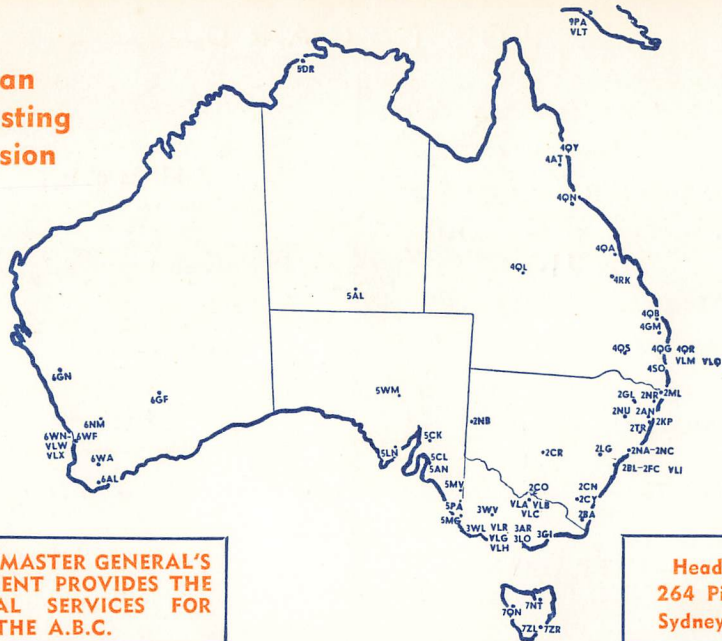 an
sting
sion
9PA
VLT
5DR
4QY
4AT
4QN
4QA
4QL
4RK
5AL
4QB
4GM
4QS
4QG 4QR
VLM VLQ
4SO
6GN
6GF
5WM
2ML
2GL 2NR
2NU 2AN
2KP
2TR
6NM
6WN-6WF
VLW
VLX
2NB
5CK
5LN
5CL
5AN
2CR
2LG
2NA-2NC
2BL-2FC VLI
6WA
6AL
5MV
2CO
VLA VLB
VLC
2CN
2CY
2BA
5PA
5MG
3WV
3WL VLR
VLG
VLH
3AR
3LO
3GI
7QN
7NT
7ZL 7ZR
MASTER GENERAL'S
ENT PROVIDES THE
AL SERVICES FOR
THE A.B.C.
Head
264 Pi
Sydney